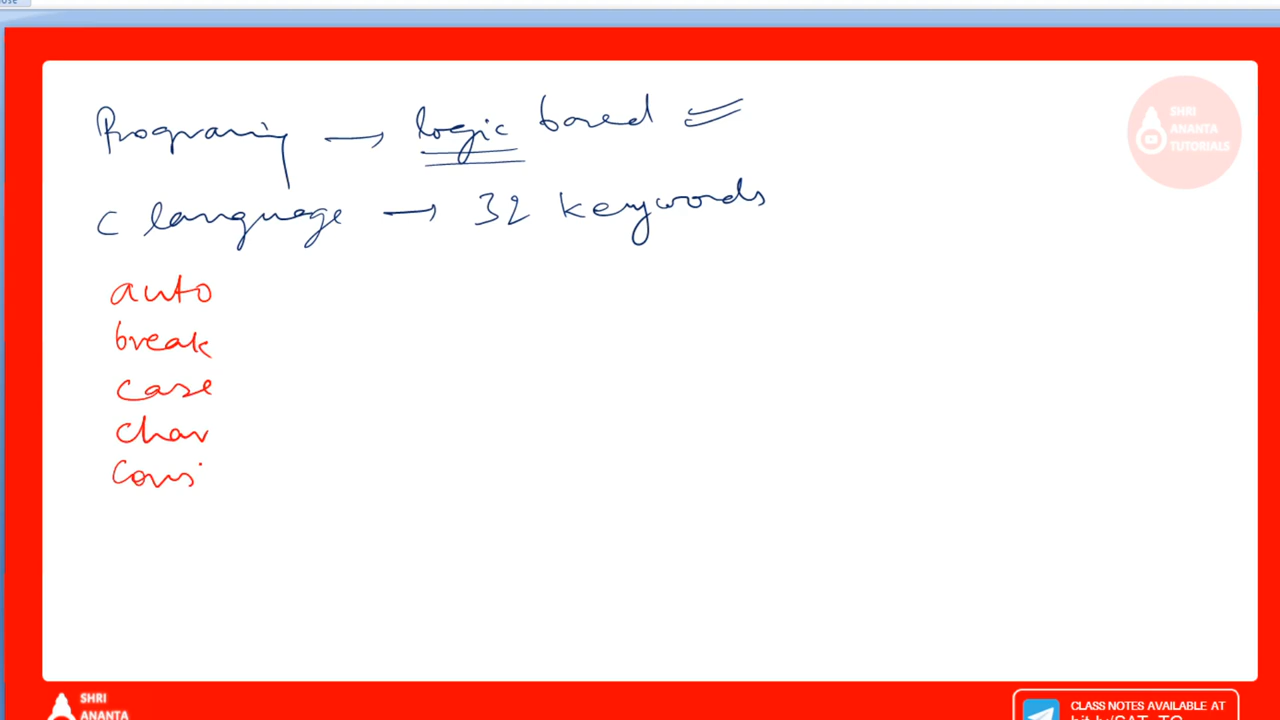 ose
SHRI
ANANTA
TUTORIALS
Programing → logic based
C language → 32 keywords
auto
break
case
char
Cons
SHRI
ANANTA
CLASS NOTES AVAILABLE AT